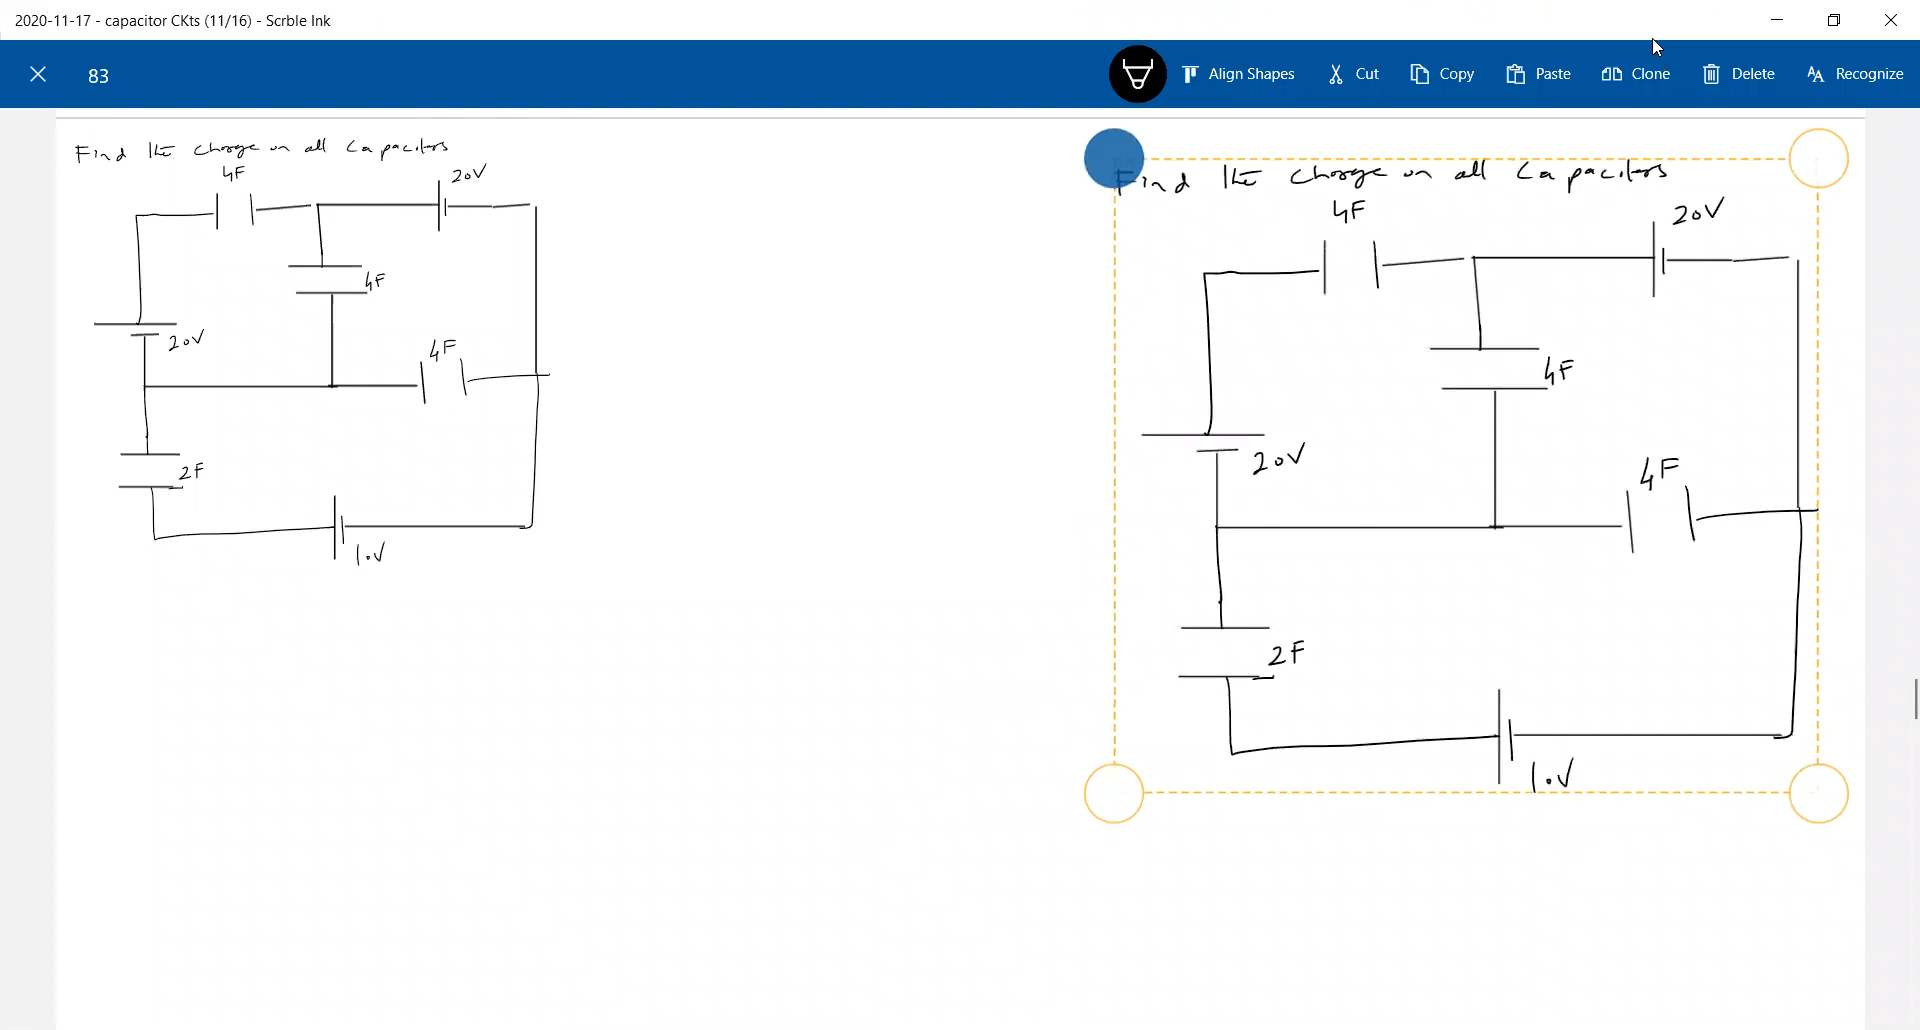 2020-11-17 - capacitor CKts (11/16) - Scrble Ink
83
Align Shapes
Cut
Copy
Paste
Clone
Delete
Recognize
Find the charge on all capacitors
4F
20V
4F
20V
4F
2F
10V
Find the charge on all capacitors
4F
20V
4F
20V
4F
2F
10V